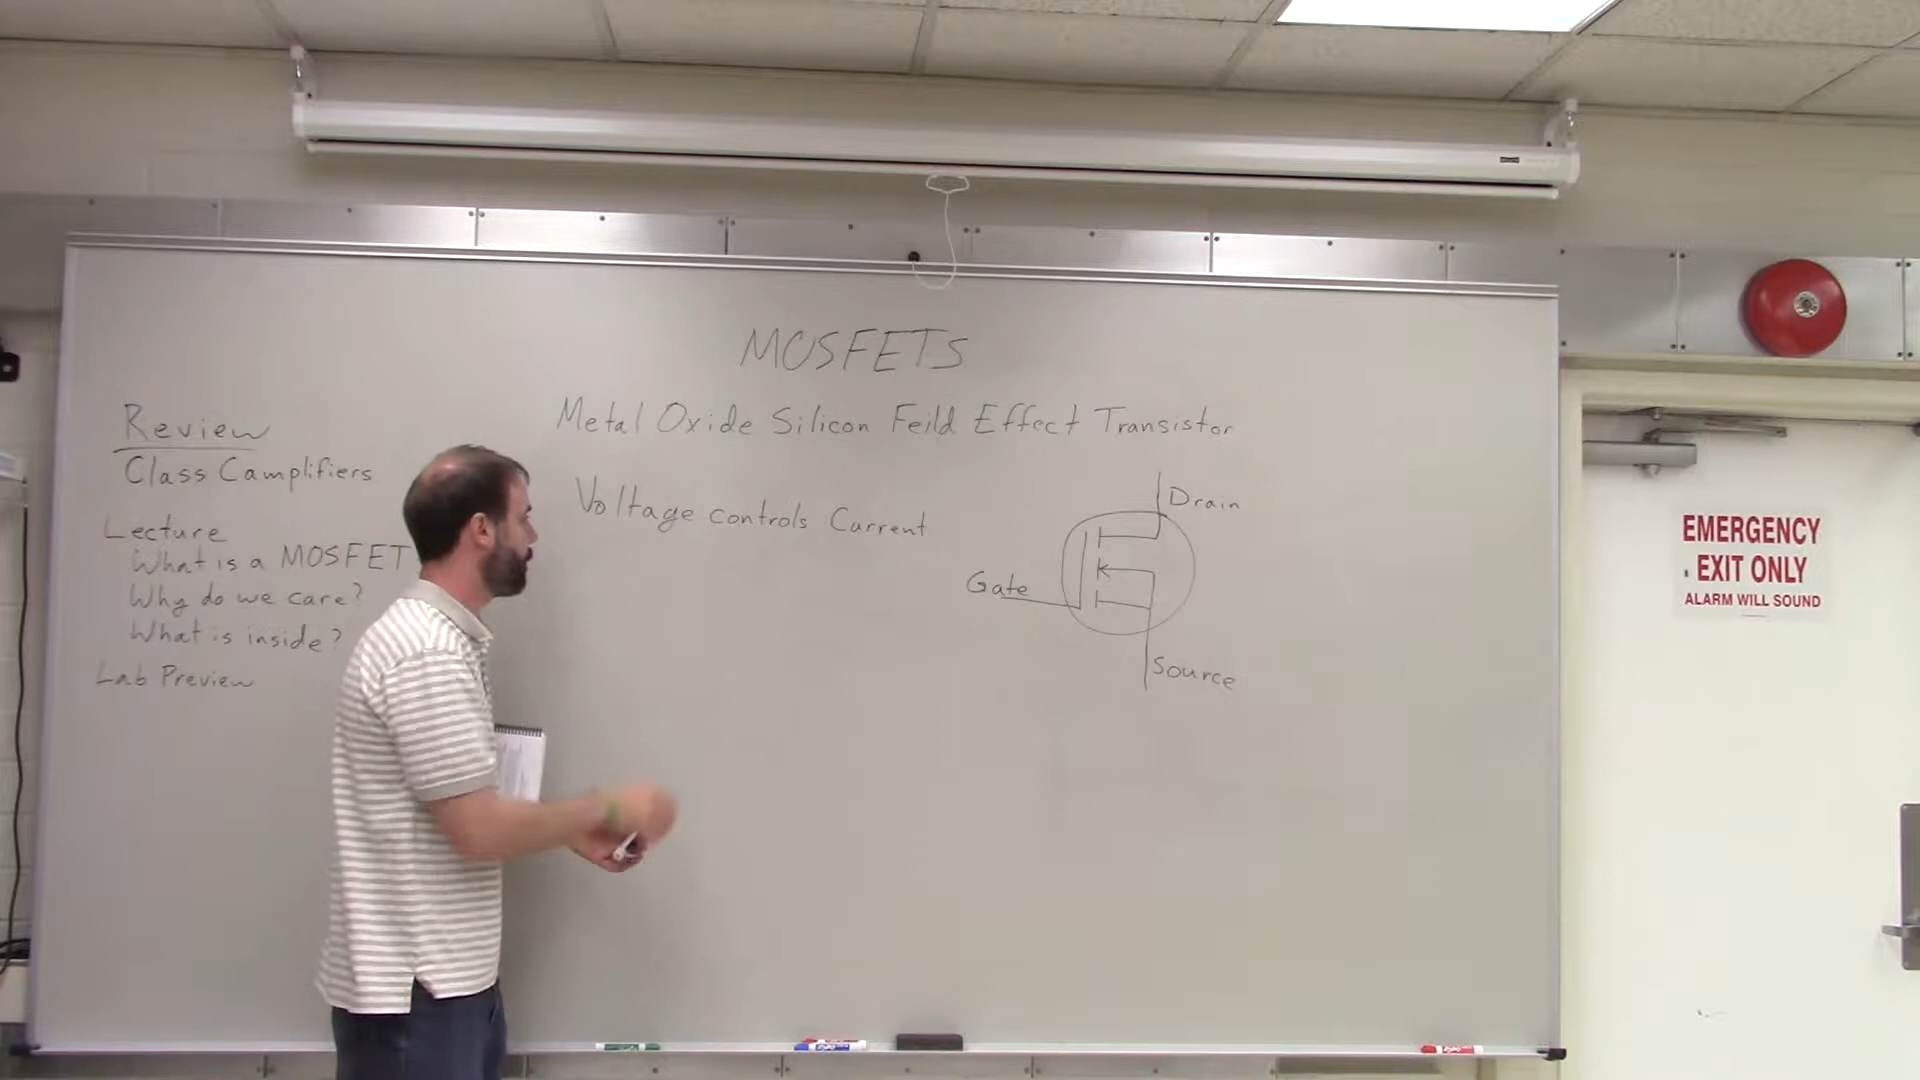 MOSFETS
Metal Oxide Silicon Feild Effect Transistor
Review
Class C amplifiers
Lecture
What is a MOSFET
Why do we care?
What is inside?
Lab Preview
Voltage controls Current
Drain
Gate
Source
EMERGENCY
EXIT ONLY
ALARM WILL SOUND